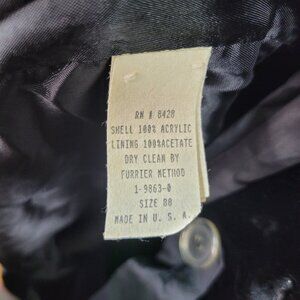 RN # 8428
SHELL 100% ACRYLIC
LINING 100%ACETATE
DRY CLEAN BY
FURRIER METHOD
1-9863-0
SIZE 08
MADE IN U. S. A.